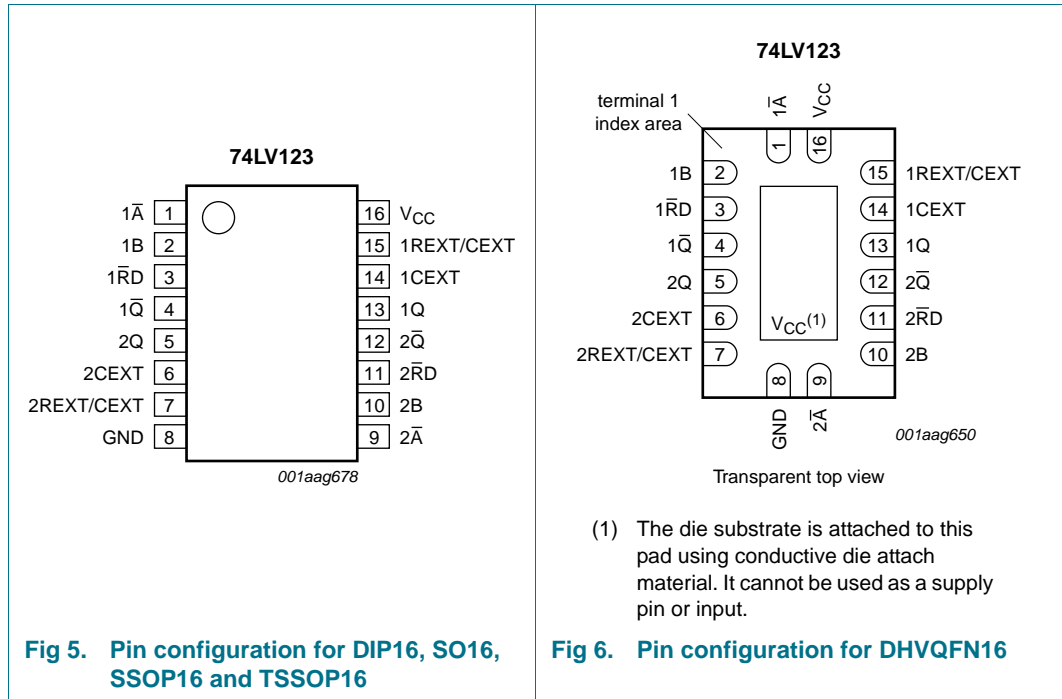 74LV123
1A̅ 1
1B 2
1R̅D 3
1Q̅ 4
2Q 5
2CEXT 6
2REXT/CEXT 7
GND 8
16 VCC
15 1REXT/CEXT
14 1CEXT
13 1Q
12 2Q̅
11 2R̅D
10 2B
9 2A̅
001aag678
Fig 5. Pin configuration for DIP16, SO16,
SSOP16 and TSSOP16
74LV123
terminal 1
index area
1A̅ 1
VCC 16
1B 2
1R̅D 3
1Q̅ 4
2Q 5
2CEXT 6
2REXT/CEXT 7
15 1REXT/CEXT
14 1CEXT
13 1Q
12 2Q̅
11 2R̅D
10 2B
VCC(1)
8 GND
9 2A̅
001aag650
Transparent top view
(1) The die substrate is attached to this
pad using conductive die attach
material. It cannot be used as a supply
pin or input.
Fig 6. Pin configuration for DHVQFN16